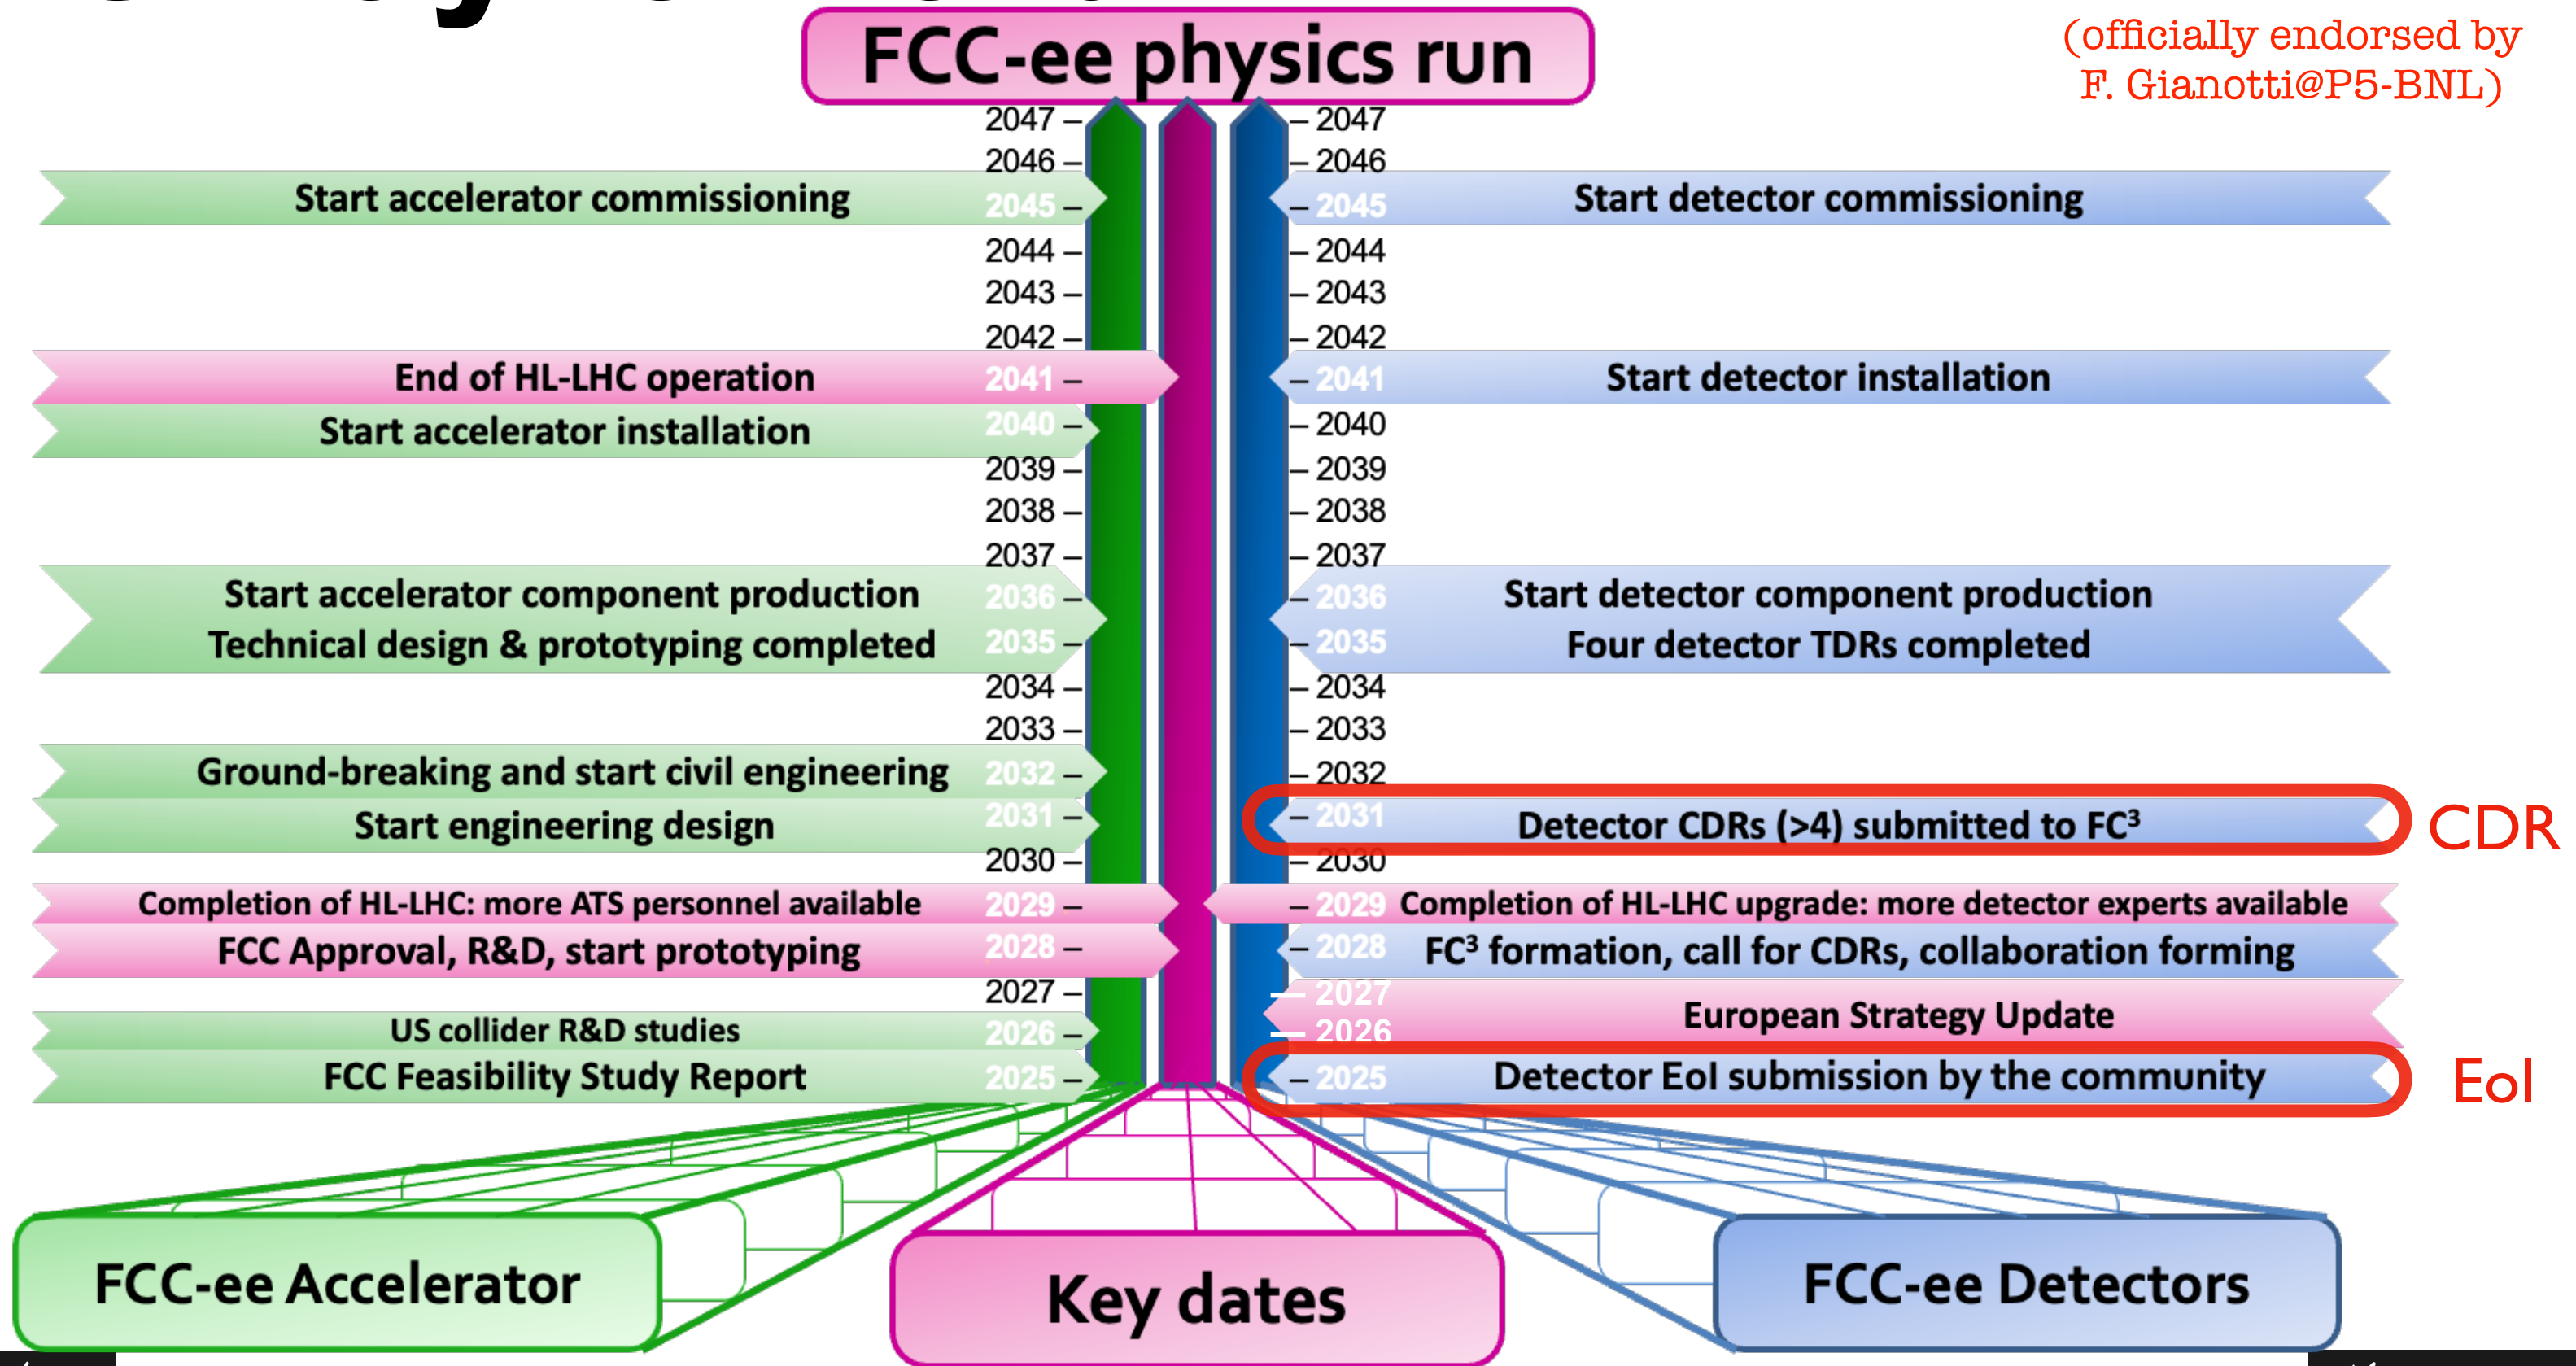 FCC-ee physics run
(officially endorsed by
F. Gianotti@P5-BNL)
2047 – – 2047
2046 – – 2046
Start accelerator commissioning 2045 – – 2045 Start detector commissioning
2044 – – 2044
2043 – – 2043
2042 – – 2042
End of HL-LHC operation 2041 – – 2041 Start detector installation
Start accelerator installation 2040 – – 2040
2039 – – 2039
2038 – – 2038
2037 – – 2037
Start accelerator component production 2036 – – 2036 Start detector component production
Technical design & prototyping completed 2035 – – 2035 Four detector TDRs completed
2034 – – 2034
2033 – – 2033
Ground-breaking and start civil engineering 2032 – – 2032
Start engineering design 2031 – – 2031 Detector CDRs (>4) submitted to FC³ CDR
2030 – – 2030
Completion of HL-LHC: more ATS personnel available 2029 – – 2029 Completion of HL-LHC upgrade: more detector experts available
FCC Approval, R&D, start prototyping 2028 – – 2028 FC³ formation, call for CDRs, collaboration forming
2027 – – 2027
European Strategy Update
US collider R&D studies 2026 – – 2026
FCC Feasibility Study Report 2025 – – 2025 Detector EoI submission by the community EoI
FCC-ee Accelerator
Key dates
FCC-ee Detectors